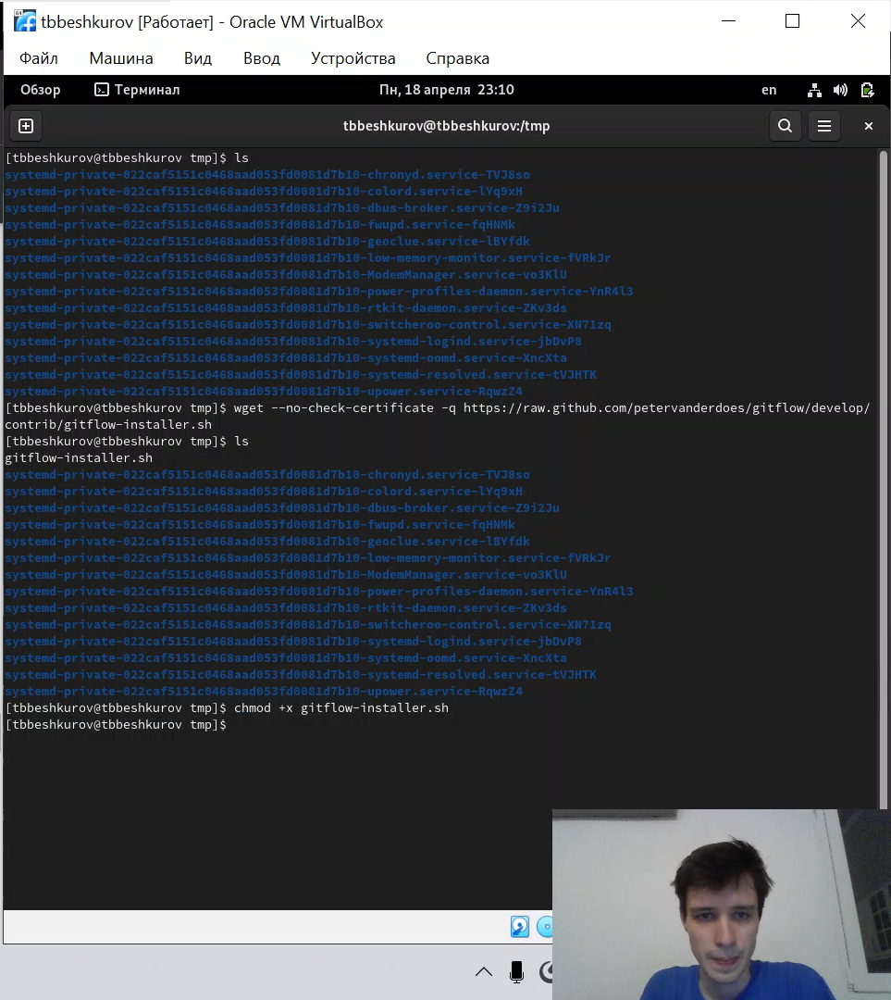 tbbeshkurov [Работает] - Oracle VM VirtualBox
Файл Машина Вид Ввод Устройства Справка
Обзор Терминал Пн, 18 апреля 23:10 en
tbbeshkurov@tbbeshkurov:/tmp
[tbbeshkurov@tbbeshkurov tmp]$ ls
systemd-private-022caf5151c0468aad053fd0081d7b10-chronyd.service-TVJ8so
systemd-private-022caf5151c0468aad053fd0081d7b10-colord.service-lYq9xH
systemd-private-022caf5151c0468aad053fd0081d7b10-dbus-broker.service-Z9i2Ju
systemd-private-022caf5151c0468aad053fd0081d7b10-fwupd.service-fqHNMk
systemd-private-022caf5151c0468aad053fd0081d7b10-geoclue.service-lBYfdk
systemd-private-022caf5151c0468aad053fd0081d7b10-low-memory-monitor.service-fVRkJr
systemd-private-022caf5151c0468aad053fd0081d7b10-ModemManager.service-vo3KlU
systemd-private-022caf5151c0468aad053fd0081d7b10-power-profiles-daemon.service-YnR4l3
systemd-private-022caf5151c0468aad053fd0081d7b10-rtkit-daemon.service-ZKv3ds
systemd-private-022caf5151c0468aad053fd0081d7b10-switcheroo-control.service-XN71zq
systemd-private-022caf5151c0468aad053fd0081d7b10-systemd-logind.service-jbDvP8
systemd-private-022caf5151c0468aad053fd0081d7b10-systemd-oomd.service-XncXta
systemd-private-022caf5151c0468aad053fd0081d7b10-systemd-resolved.service-tVJHTK
systemd-private-022caf5151c0468aad053fd0081d7b10-upower.service-RqwzZ4
[tbbeshkurov@tbbeshkurov tmp]$ wget --no-check-certificate -q https://raw.github.com/petervanderdoes/gitflow/develop/
contrib/gitflow-installer.sh
[tbbeshkurov@tbbeshkurov tmp]$ ls
gitflow-installer.sh
systemd-private-022caf5151c0468aad053fd0081d7b10-chronyd.service-TVJ8so
systemd-private-022caf5151c0468aad053fd0081d7b10-colord.service-lYq9xH
systemd-private-022caf5151c0468aad053fd0081d7b10-dbus-broker.service-Z9i2Ju
systemd-private-022caf5151c0468aad053fd0081d7b10-fwupd.service-fqHNMk
systemd-private-022caf5151c0468aad053fd0081d7b10-geoclue.service-lBYfdk
systemd-private-022caf5151c0468aad053fd0081d7b10-low-memory-monitor.service-fVRkJr
systemd-private-022caf5151c0468aad053fd0081d7b10-ModemManager.service-vo3KlU
systemd-private-022caf5151c0468aad053fd0081d7b10-power-profiles-daemon.service-YnR4l3
systemd-private-022caf5151c0468aad053fd0081d7b10-rtkit-daemon.service-ZKv3ds
systemd-private-022caf5151c0468aad053fd0081d7b10-switcheroo-control.service-XN71zq
systemd-private-022caf5151c0468aad053fd0081d7b10-systemd-logind.service-jbDvP8
systemd-private-022caf5151c0468aad053fd0081d7b10-systemd-oomd.service-XncXta
systemd-private-022caf5151c0468aad053fd0081d7b10-systemd-resolved.service-tVJHTK
systemd-private-022caf5151c0468aad053fd0081d7b10-upower.service-RqwzZ4
[tbbeshkurov@tbbeshkurov tmp]$ chmod +x gitflow-installer.sh
[tbbeshkurov@tbbeshkurov tmp]$